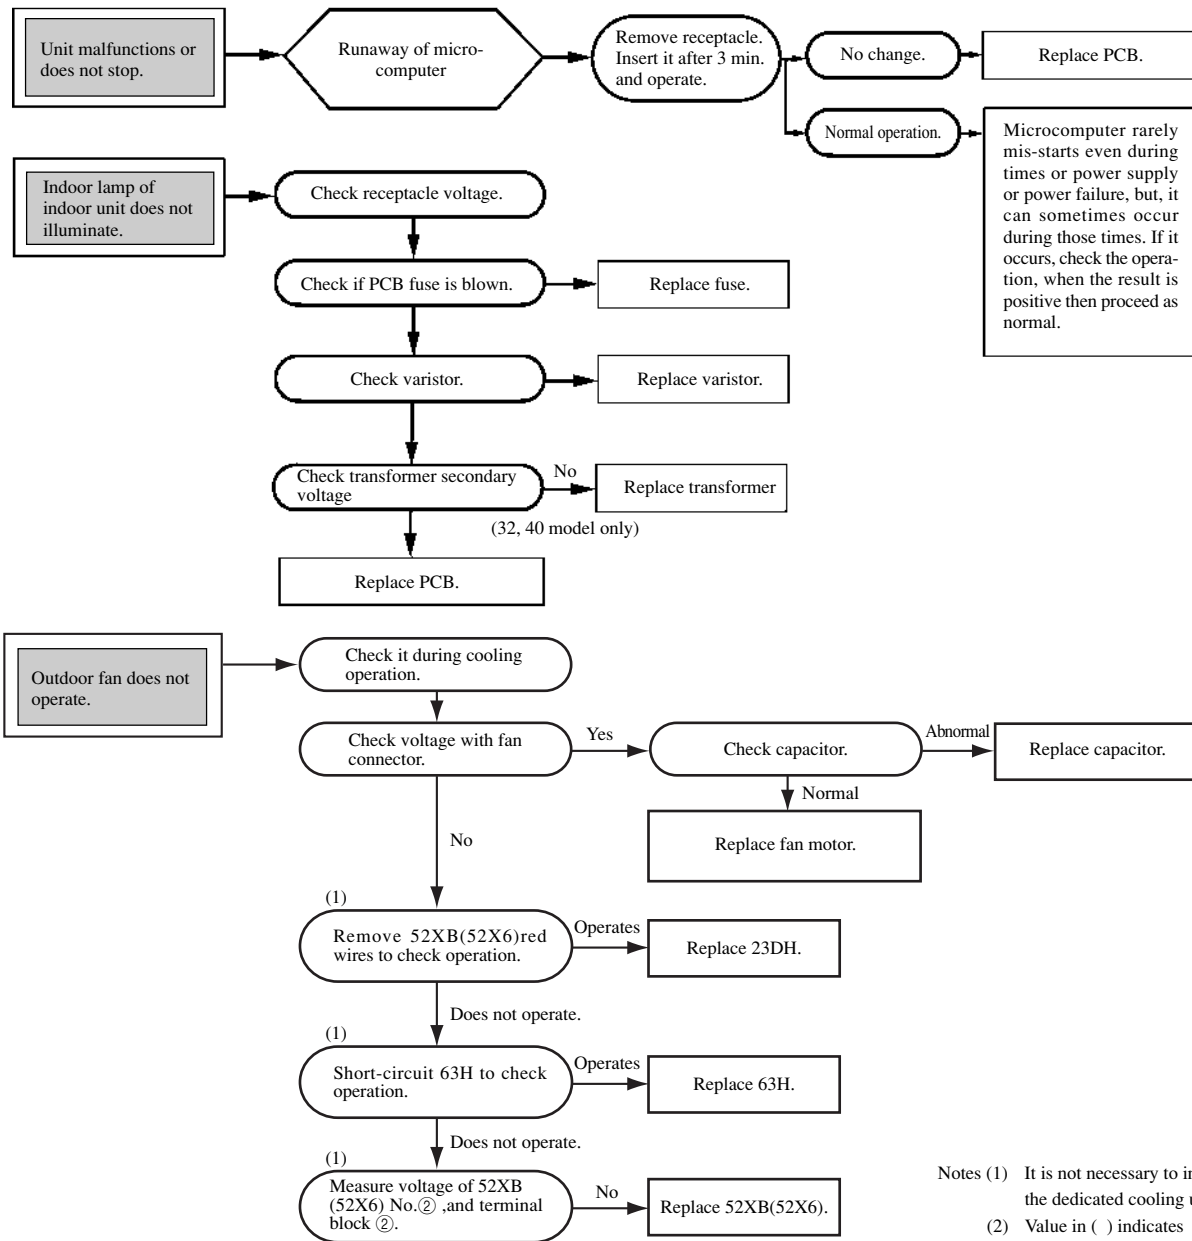 Unit malfunctions or
does not stop.
Runaway of micro-
computer
Remove receptacle.
Insert it after 3 min.
and operate.
No change.
Replace PCB.
Normal operation.
Microcomputer rarely
mis-starts even during
times or power supply
or power failure, but, it
can sometimes occur
during those times. If it
occurs, check the opera-
tion, when the result is
positive then proceed as
normal.
Indoor lamp of
indoor unit does not
illuminate.
Check receptacle voltage.
Check if PCB fuse is blown.
Replace fuse.
Check varistor.
Replace varistor.
Check transformer secondary
voltage
No
Replace transformer
(32, 40 model only)
Replace PCB.
Outdoor fan does not
operate.
Check it during cooling
operation.
Check voltage with fan
connector.
Yes
Check capacitor.
Abnormal
Replace capacitor.
Normal
Replace fan motor.
No
(1)
Remove 52XB(52X6)red
wires to check operation.
Operates
Replace 23DH.
Does not operate.
(1)
Short-circuit 63H to check
operation.
Operates
Replace 63H.
Does not operate.
(1)
Measure voltage of 52XB
(52X6) No.② ,and terminal
block ②.
No
Replace 52XB(52X6).
Notes (1) It is not necessary to
the dedicated cooling
(2) Value in ( ) indicates